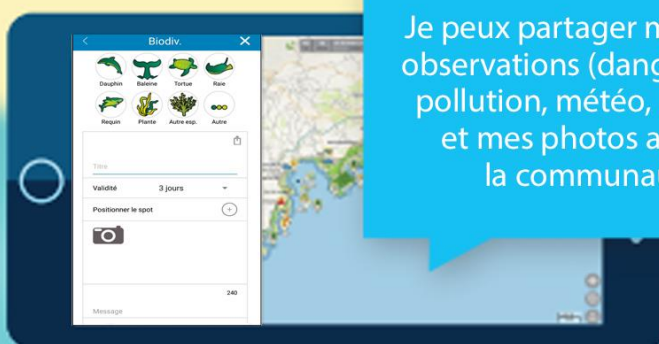 Biodiv.
Dauphin Baleine Tortue Raie
Requin Plante Autre esp. Autre
Titre
Validité 3 jours
Positionner le spot
240
Message
Je peux partager m
observations (dang
pollution, météo,
et mes photos a
la communau